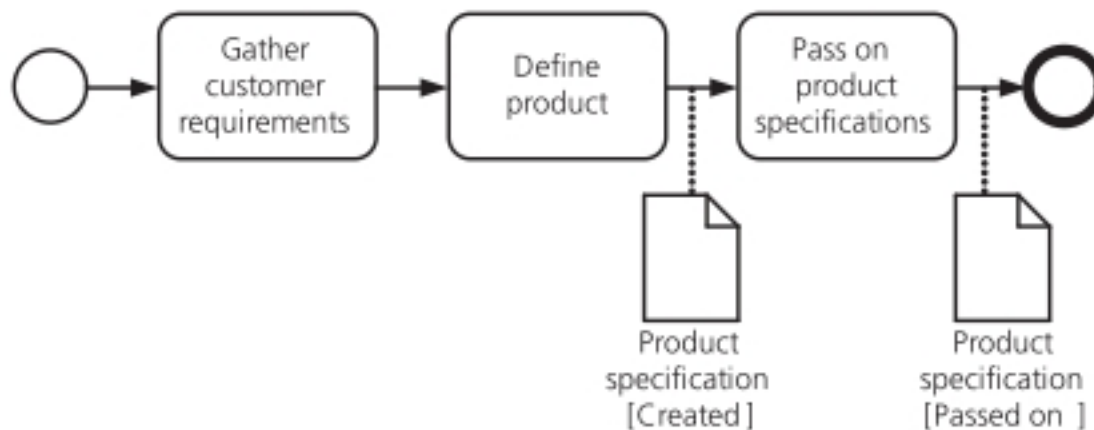 Gather
customer
requirements
Define
product
Pass on
product
specifications
Product
specification
[Created]
Product
specification
[Passed on ]